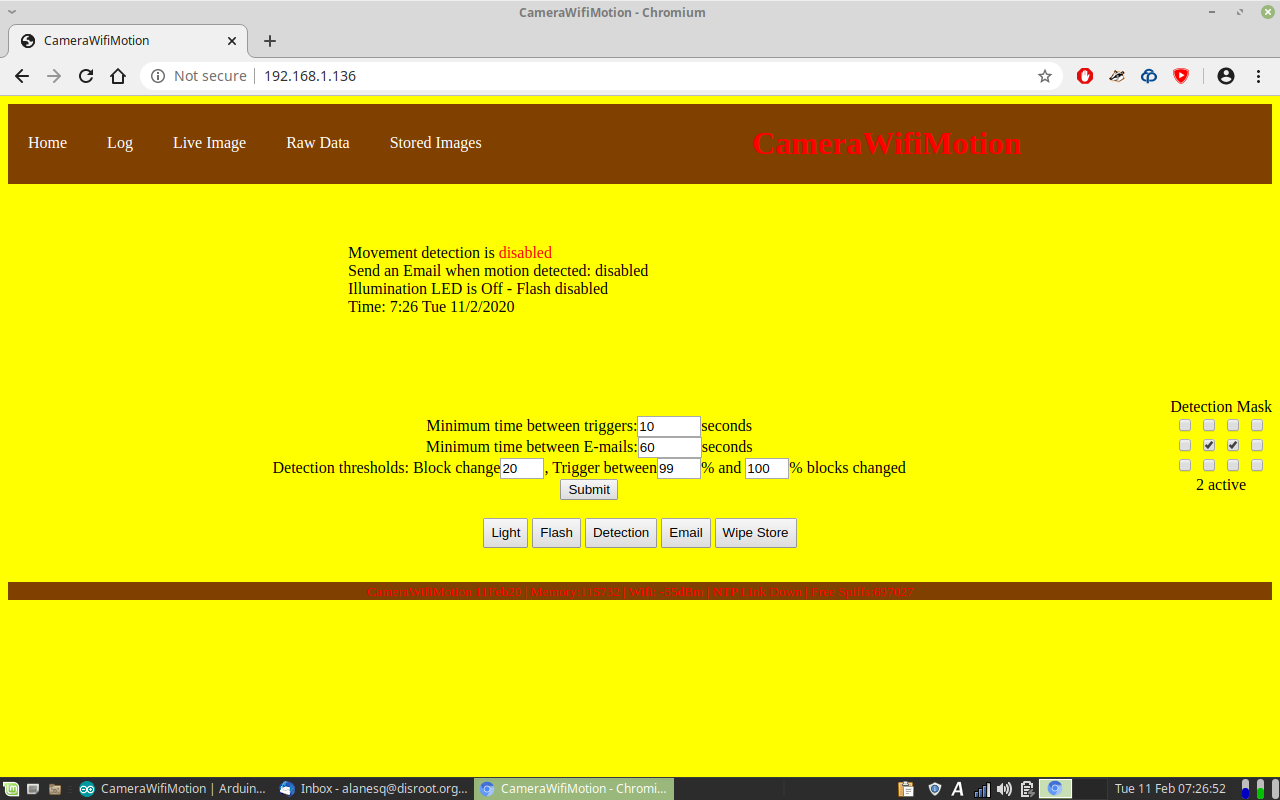 CameraWifiMotion - Chromium
CameraWifiMotion
Not secure 192.168.1.136
Home Log Live Image Raw Data Stored Images CameraWifiMotion
Movement detection is disabled
Send an Email when motion detected: disabled
Illumination LED is Off - Flash disabled
Time: 7:26 Tue 11/2/2020
Detection Mask
Minimum time between triggers: 10 seconds
Minimum time between E-mails: 60 seconds
Detection thresholds: Block change 20 , Trigger between 99 % and 100 % blocks changed
2 active
Submit
Light Flash Detection Email Wipe Store
CameraWifiMotion 11Feb20 | Memory: | Wifi: | NTP Link Down | Free Spiffs:
CameraWifiMotion | Arduin... Inbox - alanesq@disroot.org... CameraWifiMotion - Chromi... A Tue 11 Feb 07:26:52